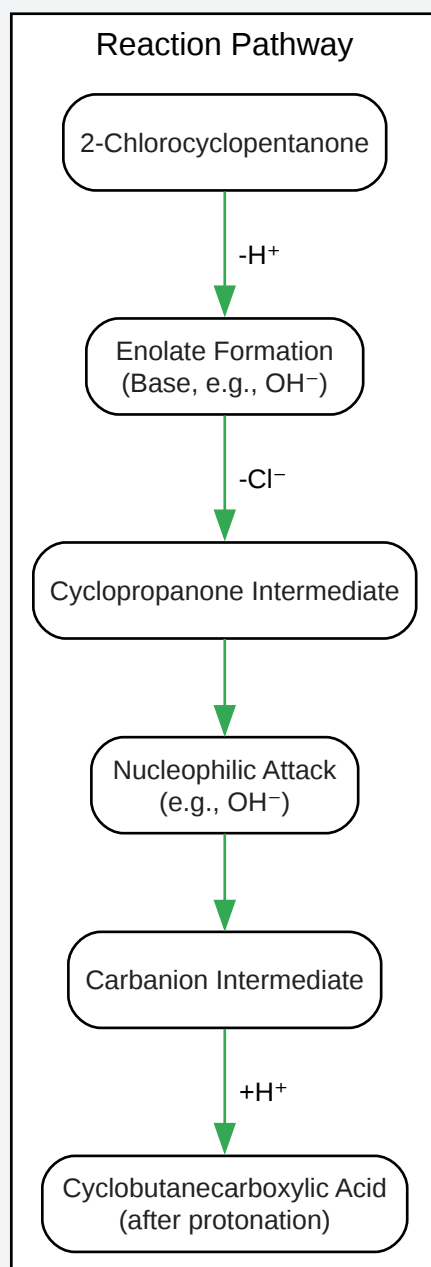 Reaction Pathway
2-Chlorocyclopentanone
-H⁺
Enolate Formation
(Base, e.g., OH⁻)
-Cl⁻
Cyclopropanone Intermediate
Nucleophilic Attack
(e.g., OH⁻)
Carbanion Intermediate
+H⁺
Cyclobutanecarboxylic Acid
(after protonation)